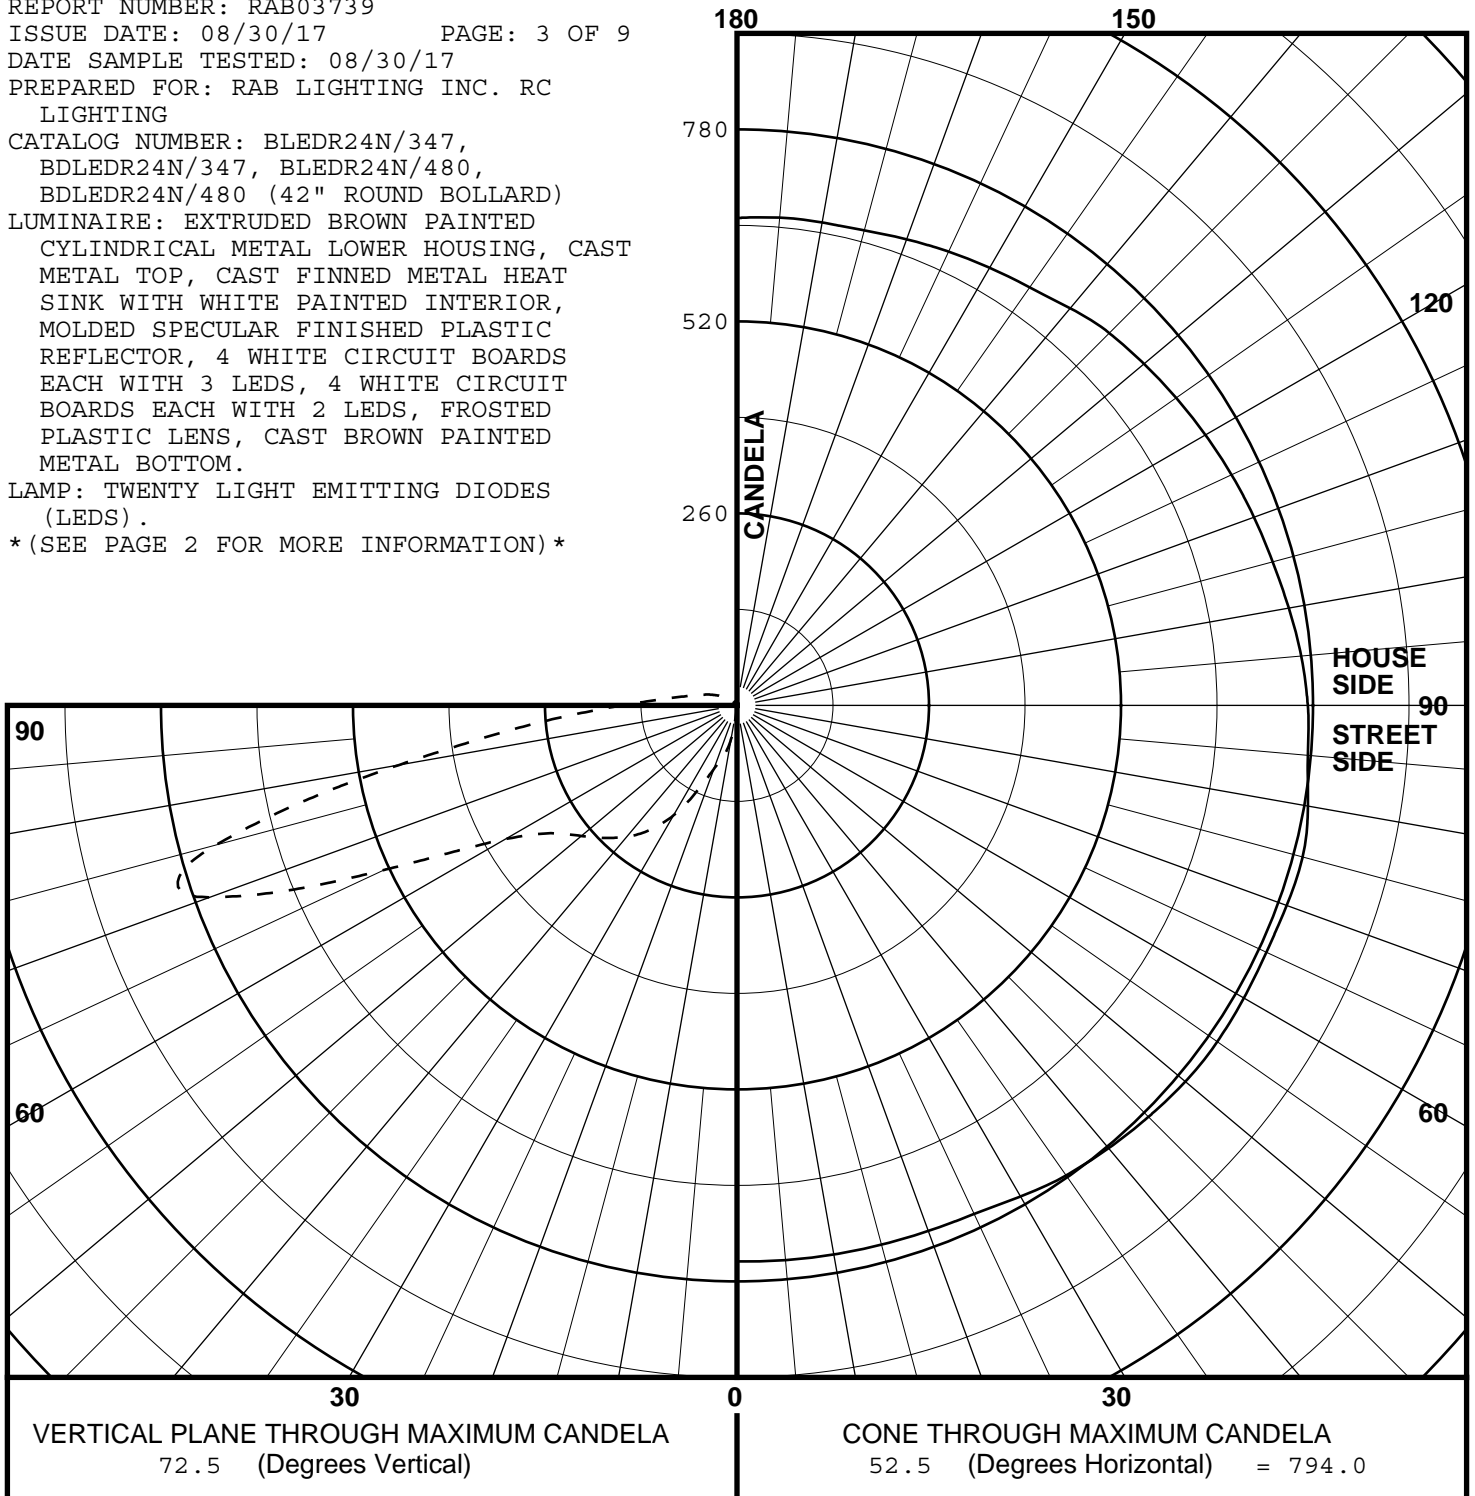 REPORT NUMBER: RAB03739
ISSUE DATE: 08/30/17 PAGE: 3 OF 9
DATE SAMPLE TESTED: 08/30/17
PREPARED FOR: RAB LIGHTING INC. RC
LIGHTING
CATALOG NUMBER: BLEDR24N/347,
BDLEDR24N/347, BLEDR24N/480,
BDLEDR24N/480 (42" ROUND BOLLARD)
LUMINAIRE: EXTRUDED BROWN PAINTED
CYLINDRICAL METAL LOWER HOUSING, CAST
METAL TOP, CAST FINNED METAL HEAT
SINK WITH WHITE PAINTED INTERIOR,
MOLDED SPECULAR FINISHED PLASTIC
REFLECTOR, 4 WHITE CIRCUIT BOARDS
EACH WITH 3 LEDS, 4 WHITE CIRCUIT
BOARDS EACH WITH 2 LEDS, FROSTED
PLASTIC LENS, CAST BROWN PAINTED
METAL BOTTOM.
LAMP: TWENTY LIGHT EMITTING DIODES
(LEDS).
*(SEE PAGE 2 FOR MORE INFORMATION)*
180
150
780
120
520
CANDELA
260
HOUSE
SIDE
90
90
STREET
SIDE
60
60
30
0
30
VERTICAL PLANE THROUGH MAXIMUM CANDELA
72.5 (Degrees Vertical)
CONE THROUGH MAXIMUM CANDELA
52.5 (Degrees Horizontal) = 794.0